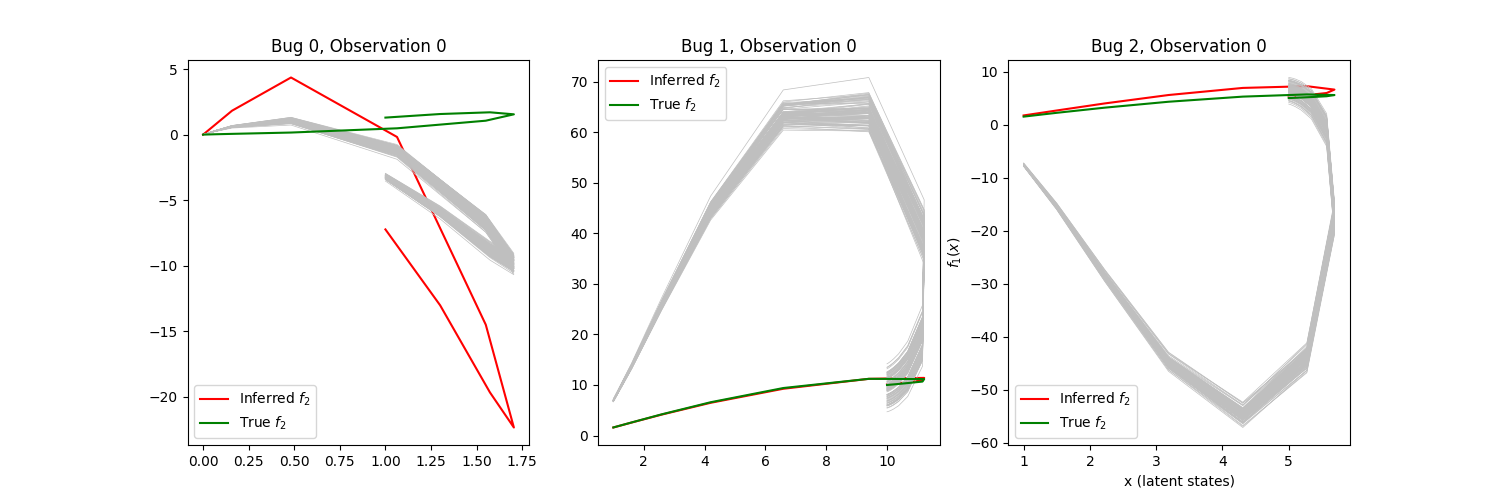 Bug 0, Observation 0
5
0
−5
−10
−15
−20
0.00 0.25 0.50 0.75 1.00 1.25 1.50 1.75
Inferred f₂
True f₂
Bug 1, Observation 0
70
60
50
40
30
20
10
0
2 4 6 8 10
Inferred f₂
True f₂
Bug 2, Observation 0
f₁(x)
10
0
−10
−20
−30
−40
−50
−60
1 2 3 4 5
x (latent states)
Inferred f₂
True f₂